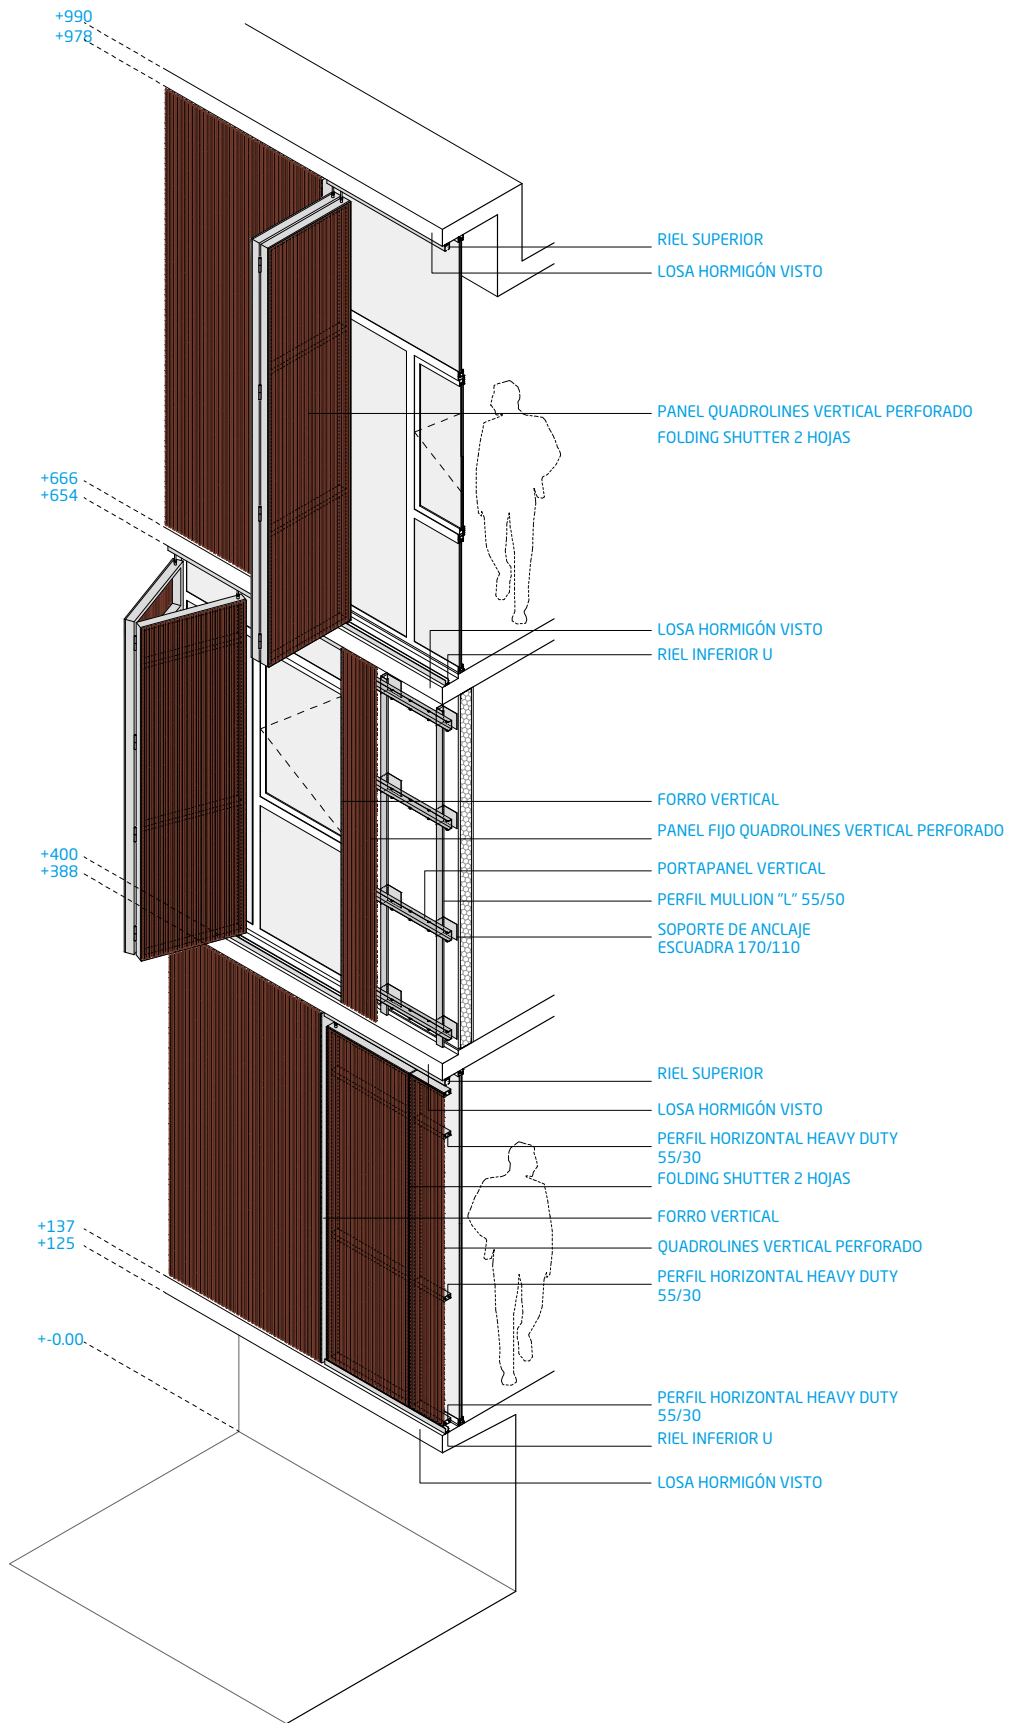 +990
+978
RIEL SUPERIOR
LOSA HORMIGÓN VISTO
PANEL QUADROLINES VERTICAL PERFORADO
FOLDING SHUTTER 2 HOJAS
+666
+654
LOSA HORMIGÓN VISTO
RIEL INFERIOR U
FORRO VERTICAL
PANEL FIJO QUADROLINES VERTICAL PERFORADO
+400
+388
PORTAPANEL VERTICAL
PERFIL MULLION "L" 55/50
SOPORTE DE ANCLAJE
ESCUADRA 170/110
RIEL SUPERIOR
LOSA HORMIGÓN VISTO
PERFIL HORIZONTAL HEAVY DUTY
55/30
FOLDING SHUTTER 2 HOJAS
FORRO VERTICAL
+137
+125
QUADROLINES VERTICAL PERFORADO
PERFIL HORIZONTAL HEAVY DUTY
55/30
+-0.00
PERFIL HORIZONTAL HEAVY DUTY
55/30
RIEL INFERIOR U
LOSA HORMIGÓN VISTO